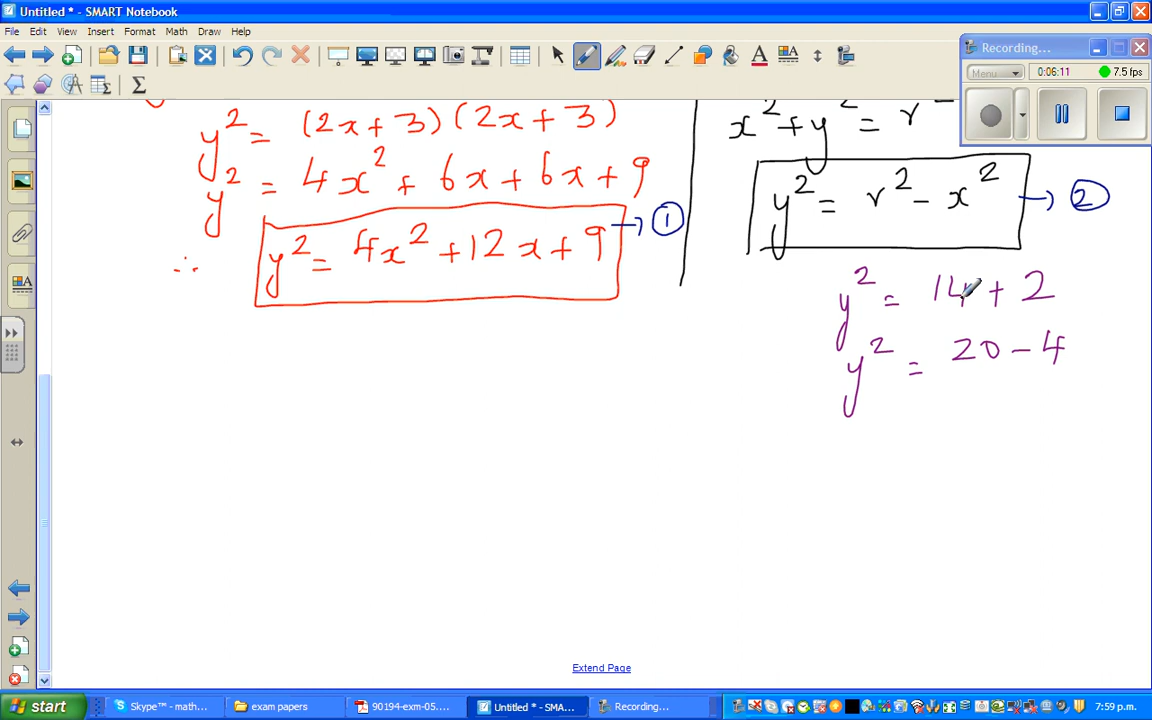 Untitled * - SMART Notebook
File Edit View Insert Format Math Draw Help
Recording...
Menu 0:06:11 7.5 fps
y² = (2x + 3)(2x + 3)
y² = 4x² + 6x + 6x + 9
∴ y² = 4x² + 12x + 9 → ①
x² + y² = r
y² = r² − x² → ②
y² = 14 + 2
y² = 20 − 4
Extend Page
start Skype™ - math... exam papers 90194-exm-05.... Untitled * - SMA... Recording... 7:59 p.m.